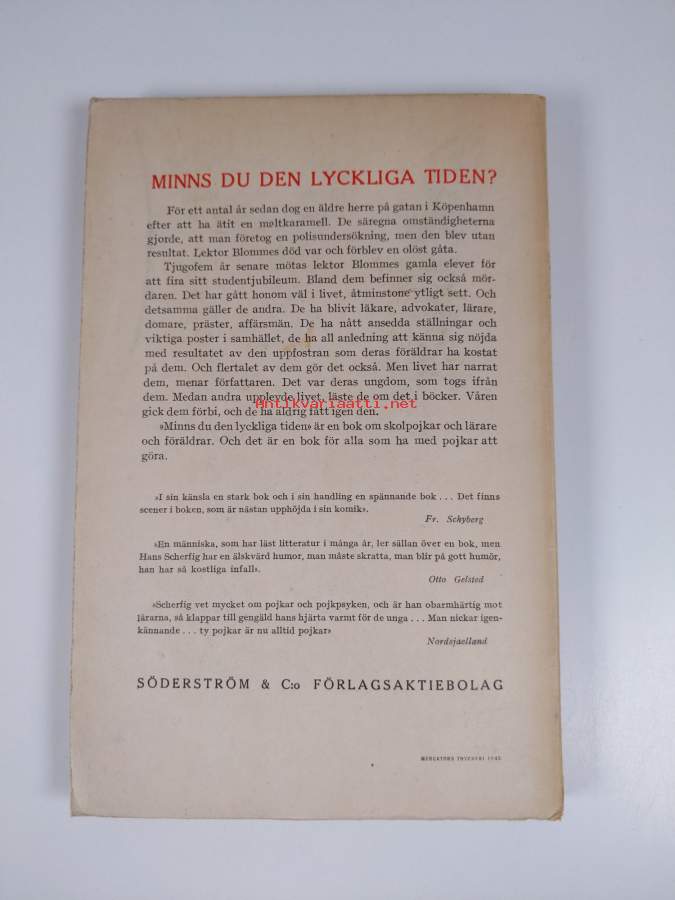 MINNS DU DEN LYCKLIGA TIDEN?
För ett antal år sedan dog en äldre herre på gatan i Köpenhamn
efter att ha ätit en maltkaramell. De säregna omständigheterna
gjorde, att man företog en polisundersökning, men den blev utan
resultat. Lektor Blommes död var och förblev en olöst gåta.
Tjugofem år senare mötas lektor Blommes gamla elever för
att fira sitt studentjubileum. Bland dem befinner sig också mör-
daren. Det har gått honom väl i livet, åtminstone ytligt sett. Och
detsamma gäller de andra. De ha blivit läkare, advokater, lärare,
domare, präster, affärsmän. De ha nått ansedda ställningar och
viktiga poster i samhället, de ha all anledning att känna sig nöjda
med resultatet av den uppfostran som deras föräldrar ha kostat
på dem. Och flertalet av dem gör det också. Men livet har narrat
dem, menar författaren. Det var deras ungdom, som togs ifrån
dem. Medan andra upplevde livet, läste de om det i böcker. Våren
Antikvariaatti.net
gick dem förbi, och de ha aldrig fått igen den.
»Minns du den lyckliga tiden» är en bok om skolpojkar och lärare
och föräldrar. Och det är en bok för alla som ha med pojkar att
göra.
»I sin känsla en stark bok och i sin handling en spännande bok . . . Det finns
scener i boken, som är nästan upphöjda i sin komik».
Fr. Schyberg
»En människa, som har läst litteratur i många år, ler sällan över en bok, men
Hans Scherfig har en älskvärd humor, man måste skratta, man blir på gott humör,
han har så kostliga infall».
Otto Gelsted
»Scherfig vet mycket om pojkar och pojkpsyken, och är han obarmhärtig mot
lärarna, så klappar till gengäld hans hjärta varmt för de unga . . . Man nickar igen-
kännande . . . ty pojkar är nu alltid pojkar»
Nordsjaelland
SÖDERSTRÖM & C:o FÖRLAGSAKTIEBOLAG
MERCATORS TRYCKERI